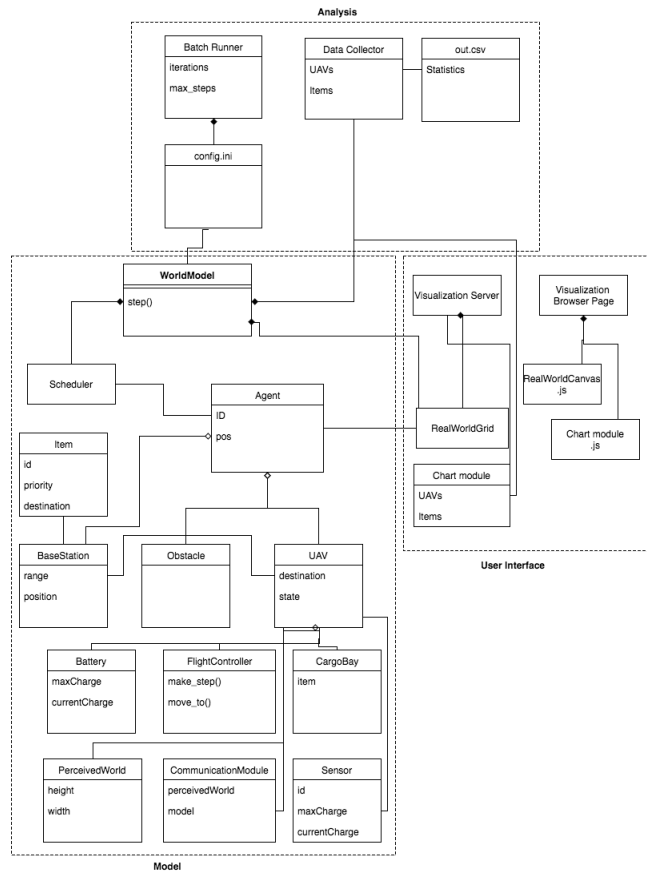 Analysis
Batch Runner
iterations
max_steps
Data Collector
UAVs
Items
out.csv
Statistics
config.ini
WorldModel
step()
Visualization Server
Visualization
Browser Page
Scheduler
Agent
ID
pos
RealWorldGrid
RealWorldCanvas
.js
Chart module
.js
Item
id
priority
destination
Chart module
UAVs
Items
BaseStation
range
position
Obstacle
UAV
destination
state
User Interface
Battery
maxCharge
currentCharge
FlightController
make_step()
move_to()
CargoBay
item
PerceivedWorld
height
width
CommunicationModule
perceivedWorld
model
Sensor
id
maxCharge
currentCharge
Model